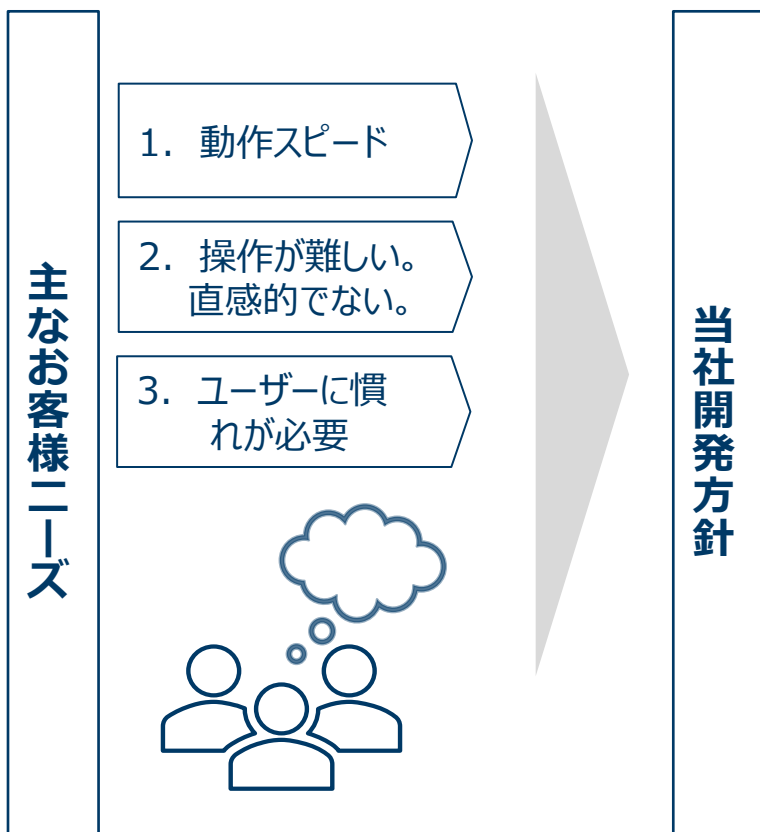 主なお客様ニーズ
1. 動作スピード
2. 操作が難しい。
直感的でない。
3. ユーザーに慣
れが必要
当社開発方針